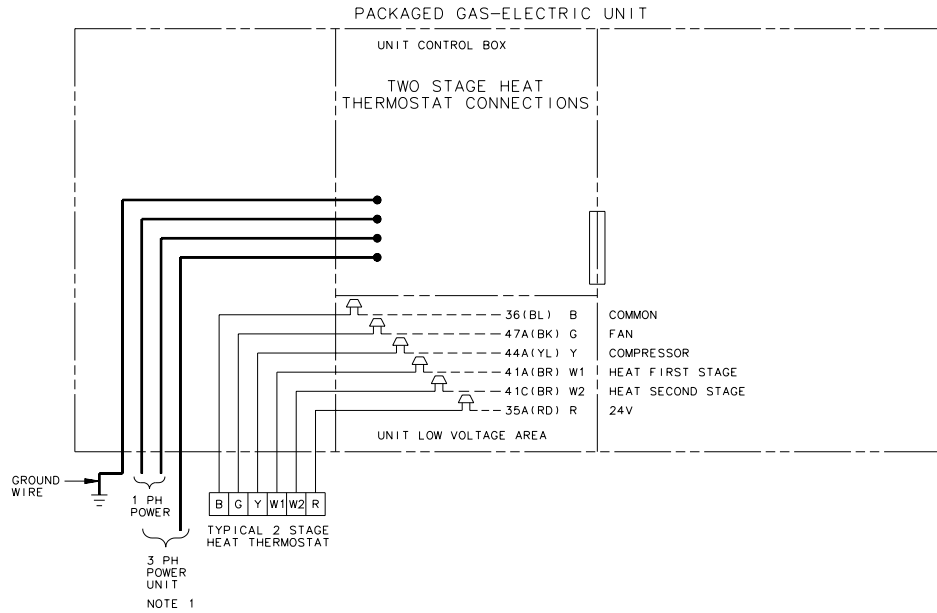 PACKAGED GAS-ELECTRIC UNIT
UNIT CONTROL BOX
TWO STAGE HEAT
THERMOSTAT CONNECTIONS
36(BL) B COMMON
47A(BK) G FAN
44A(YL) Y COMPRESSOR
41A(BR) W1 HEAT FIRST STAGE
41C(BR) W2 HEAT SECOND STAGE
35A(RD) R 24V
UNIT LOW VOLTAGE AREA
GROUND
WIRE
1 PH
POWER
B G Y W1 W2 R
TYPICAL 2 STAGE
HEAT THERMOSTAT
3 PH
POWER
UNIT
NOTE 1